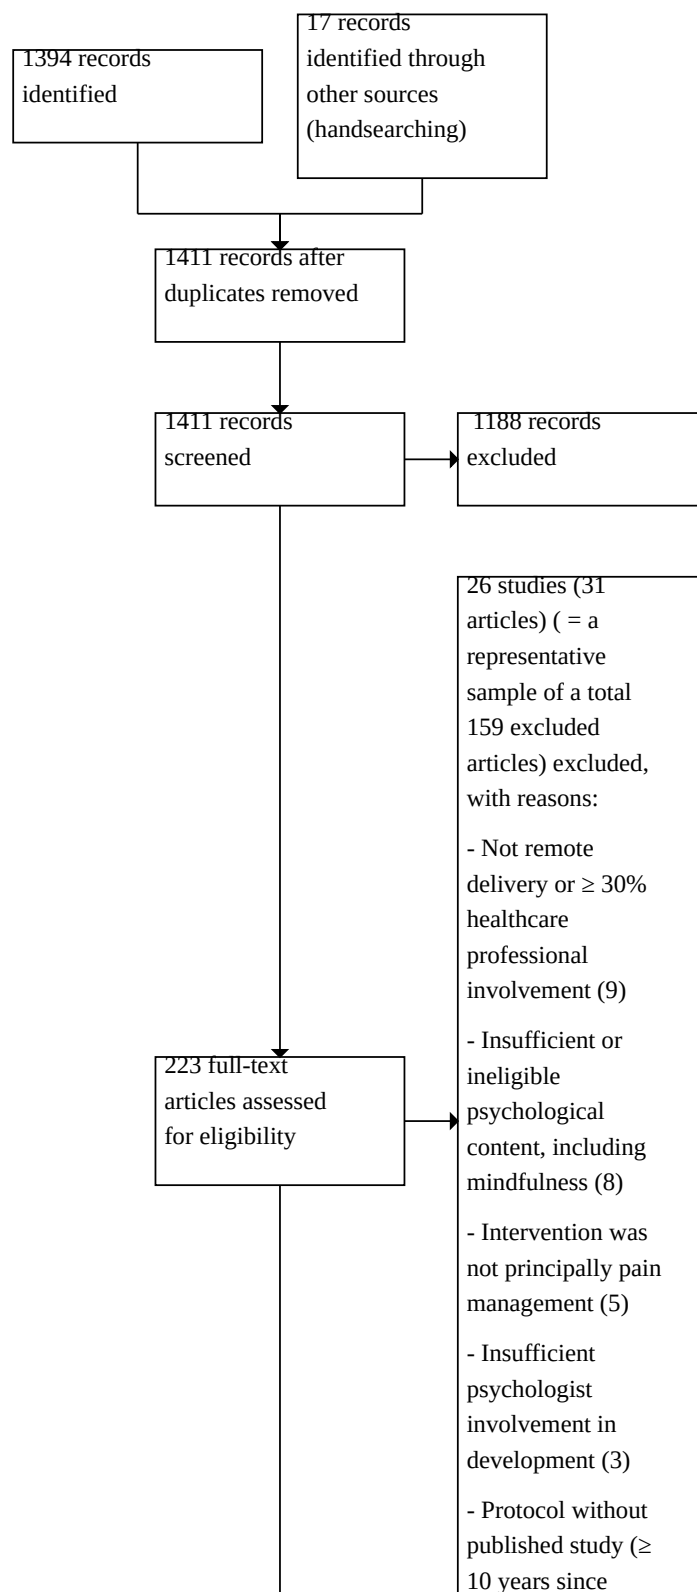 1394 records
identified
17 records
identified through
other sources
(handsearching)
1411 records after
duplicates removed
1411 records
screened
1188 records
excluded
26 studies (31
articles) ( = a
representative
sample of a total
159 excluded
articles) excluded,
with reasons:
- Not remote
delivery or ≥ 30%
healthcare
professional
involvement (9)
- Insufficient or
ineligible
psychological
content, including
mindfulness (8)
- Intervention was
not principally pain
management (5)
- Insufficient
psychologist
involvement in
development (3)
- Protocol without
published study (≥
10 years since
223 full-text
articles assessed
for eligibility